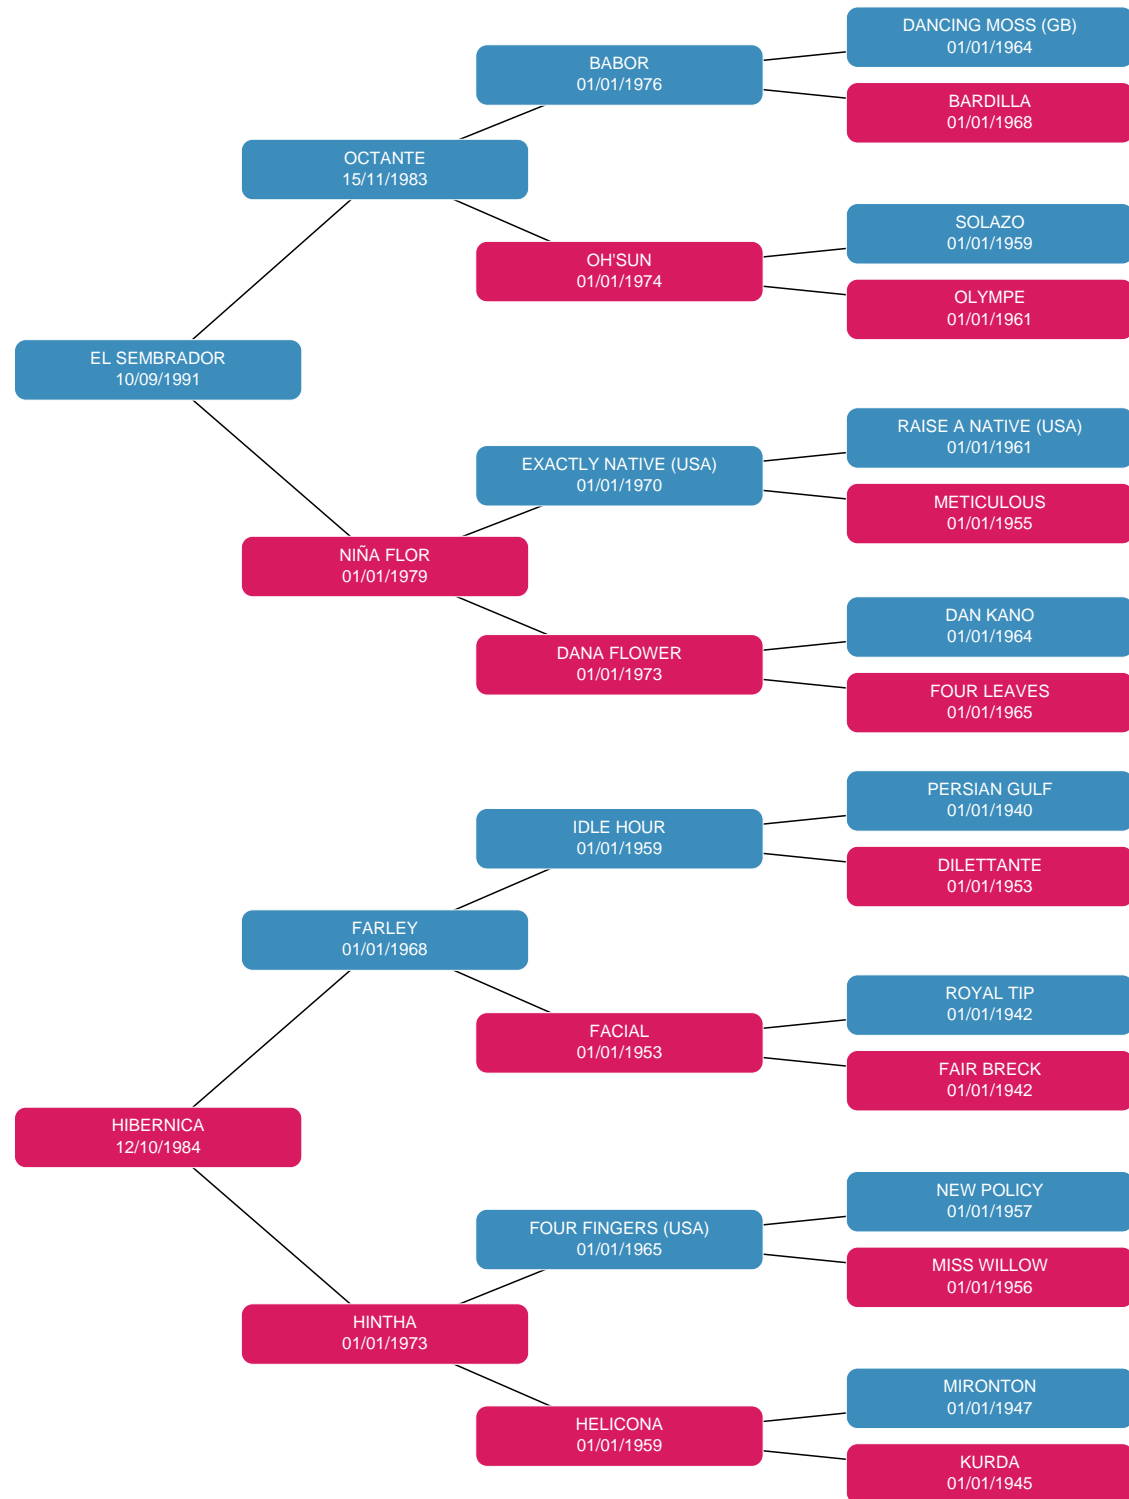 DANCING MOSS (GB)
01/01/1964
BABOR
01/01/1976
BARDILLA
01/01/1968
OCTANTE
15/11/1983
SOLAZO
01/01/1959
OH'SUN
01/01/1974
OLYMPE
01/01/1961
EL SEMBRADOR
10/09/1991
RAISE A NATIVE (USA)
01/01/1961
EXACTLY NATIVE (USA)
01/01/1970
METICULOUS
01/01/1955
NIÑA FLOR
01/01/1979
DAN KANO
01/01/1964
DANA FLOWER
01/01/1973
FOUR LEAVES
01/01/1965
PERSIAN GULF
01/01/1940
IDLE HOUR
01/01/1959
DILETTANTE
01/01/1953
FARLEY
01/01/1968
ROYAL TIP
01/01/1942
FACIAL
01/01/1953
FAIR BRECK
01/01/1942
HIBERNICA
12/10/1984
NEW POLICY
01/01/1957
FOUR FINGERS (USA)
01/01/1965
MISS WILLOW
01/01/1956
HINTHA
01/01/1973
MIRONTON
01/01/1947
HELICONA
01/01/1959
KURDA
01/01/1945